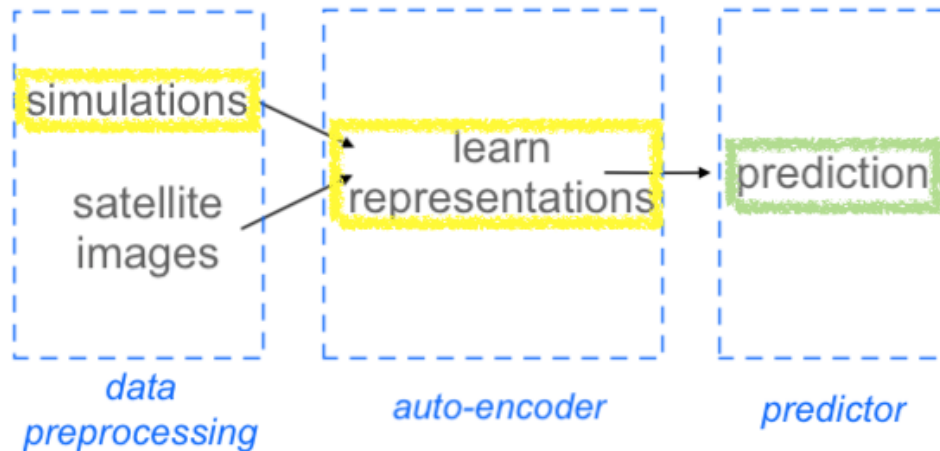 simulations
satellite
images
learn
representations
prediction
data
preprocessing
auto-encoder
predictor